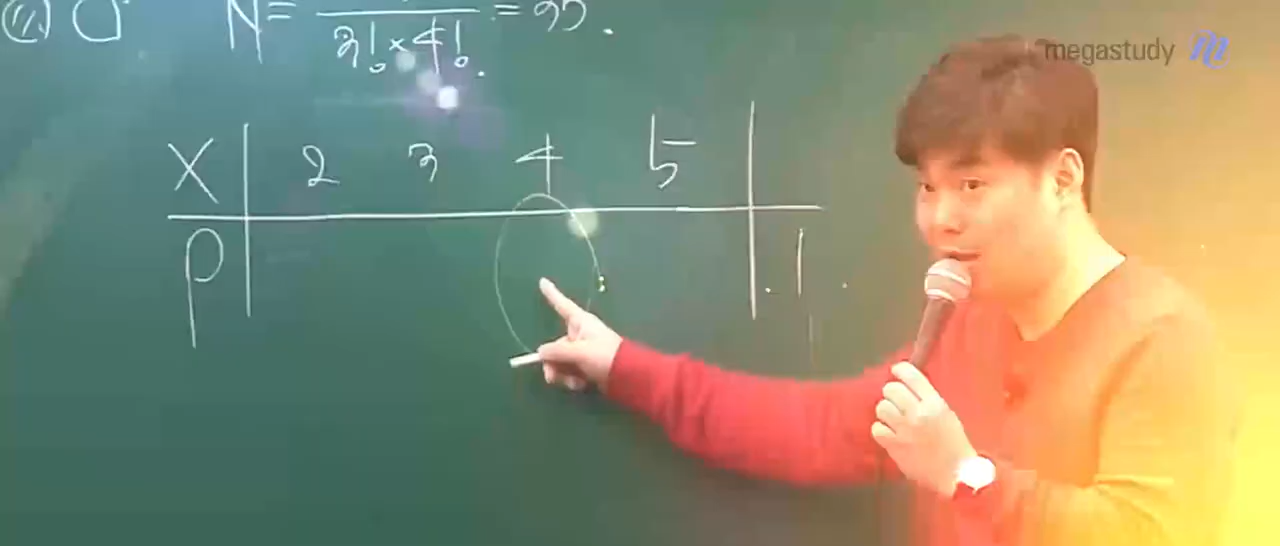 megastudy
N= ─── = 35.
3! × 4!
X 2 3 4 5
P 1